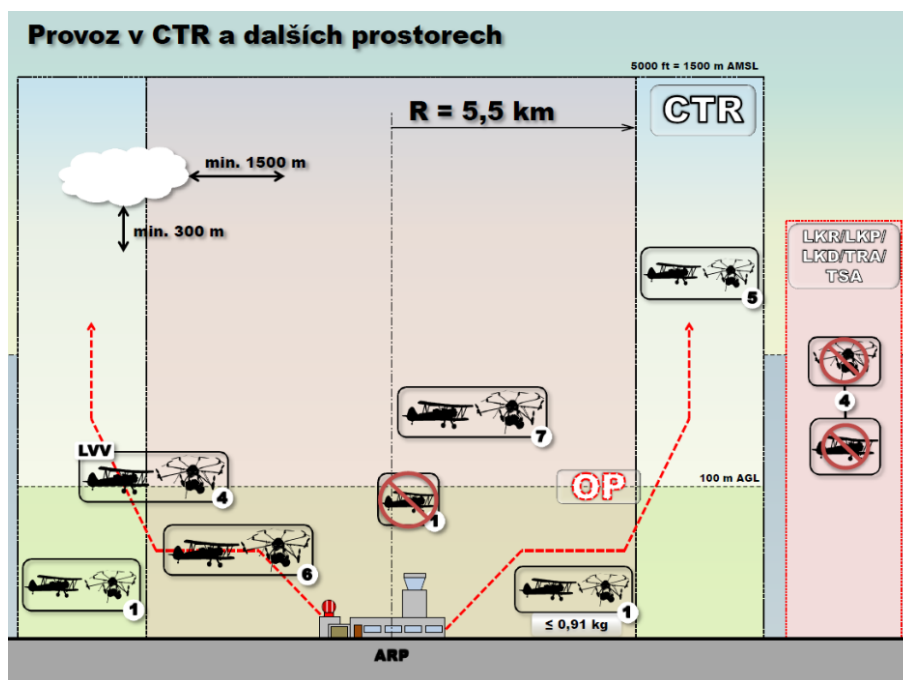 Provoz v CTR a dalších prostorech
5000 ft = 1500 m AMSL
R = 5,5 km
CTR
min. 1500 m
min. 300 m
LKR/LKP/
LKD/TRA/
TSA
5
4
7
LVV
4
100 m AGL
OP
1
6
1
1
≤ 0,91 kg
ARP